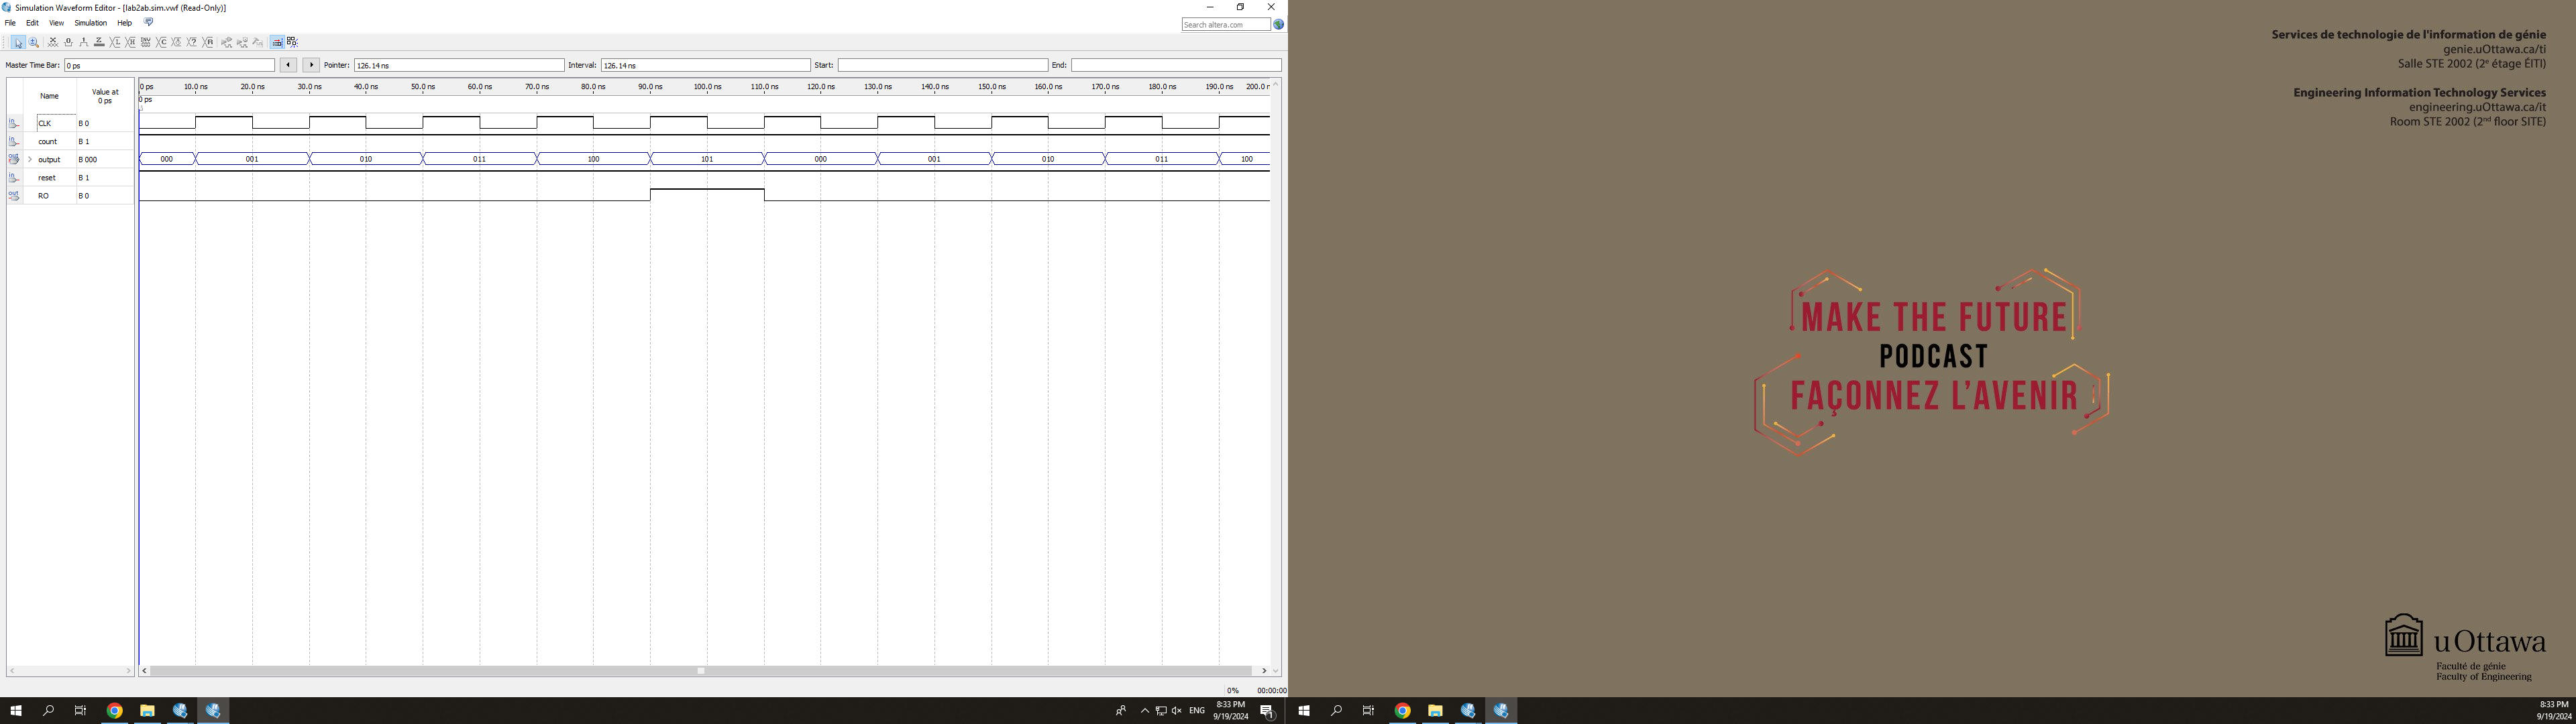 Simulation Waveform Editor - [lab2ab.sim.vwf (Read-Only)]
File Edit View Simulation Help
Search altera.com
Master Time Bar: 0 ps Pointer: 126.14 ns Interval: 126.14 ns Start: End:
Name Value at 0 ps
0 ps 10.0 ns 20.0 ns 30.0 ns 40.0 ns 50.0 ns 60.0 ns 70.0 ns 80.0 ns 90.0 ns 100.0 ns 110.0 ns 120.0 ns 130.0 ns 140.0 ns 150.0 ns 160.0 ns 170.0 ns 180.0 ns 190.0 ns 200.0 n
0 ps
CLK B 0
count B 1
output B 000 000 001 010 011 100 101 000 001 010 011 100
reset B 1
RO B 0
0% 00:00:00
ENG 8:33 PM
9/19/2024
1
Services de technologie de l'information de génie
genie.uOttawa.ca/ti
Salle STE 2002 (2e étage ÉITI)
Engineering Information Technology Services
engineering.uOttawa.ca/it
Room STE 2002 (2nd floor SITE)
MAKE THE FUTURE
PODCAST
FAÇONNEZ L'AVENIR
uOttawa
Faculté de génie
Faculty of Engineering
8:33 PM
9/19/2024